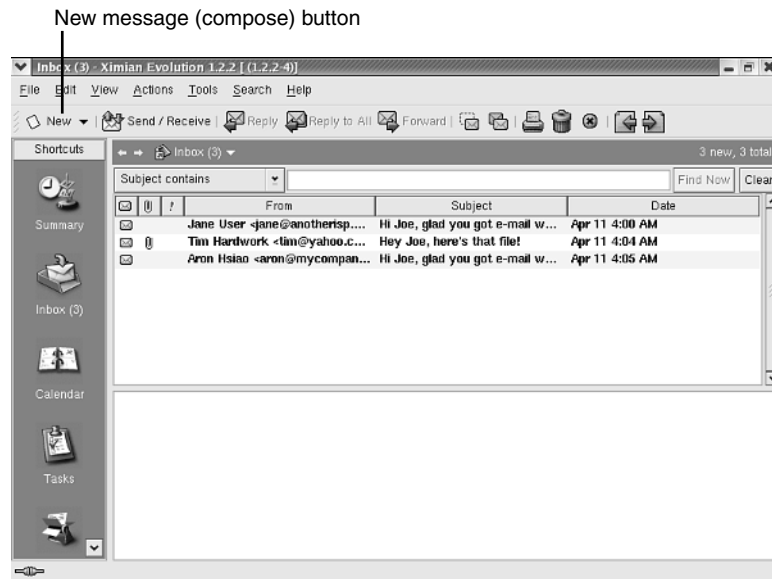 New message (compose) button
Inbox (3) - Ximian Evolution 1.2.2 [ (1.2.2-4)]
File Edit View Actions Tools Search Help
New Send / Receive Reply Reply to All Forward
Shortcuts Inbox (3) 3 new, 3 total
Subject contains Find Now Clear
! From Subject Date
Jane User <jane@anotherisp.... Hi Joe, glad you got e-mail w... Apr 11 4:00 AM
Tim Hardwork <tim@yahoo.c... Hey Joe, here's that file! Apr 11 4:04 AM
Aron Hsiao <aron@mycompan... Hi Joe, glad you got e-mail w... Apr 11 4:05 AM
Summary
Inbox (3)
Calendar
Tasks